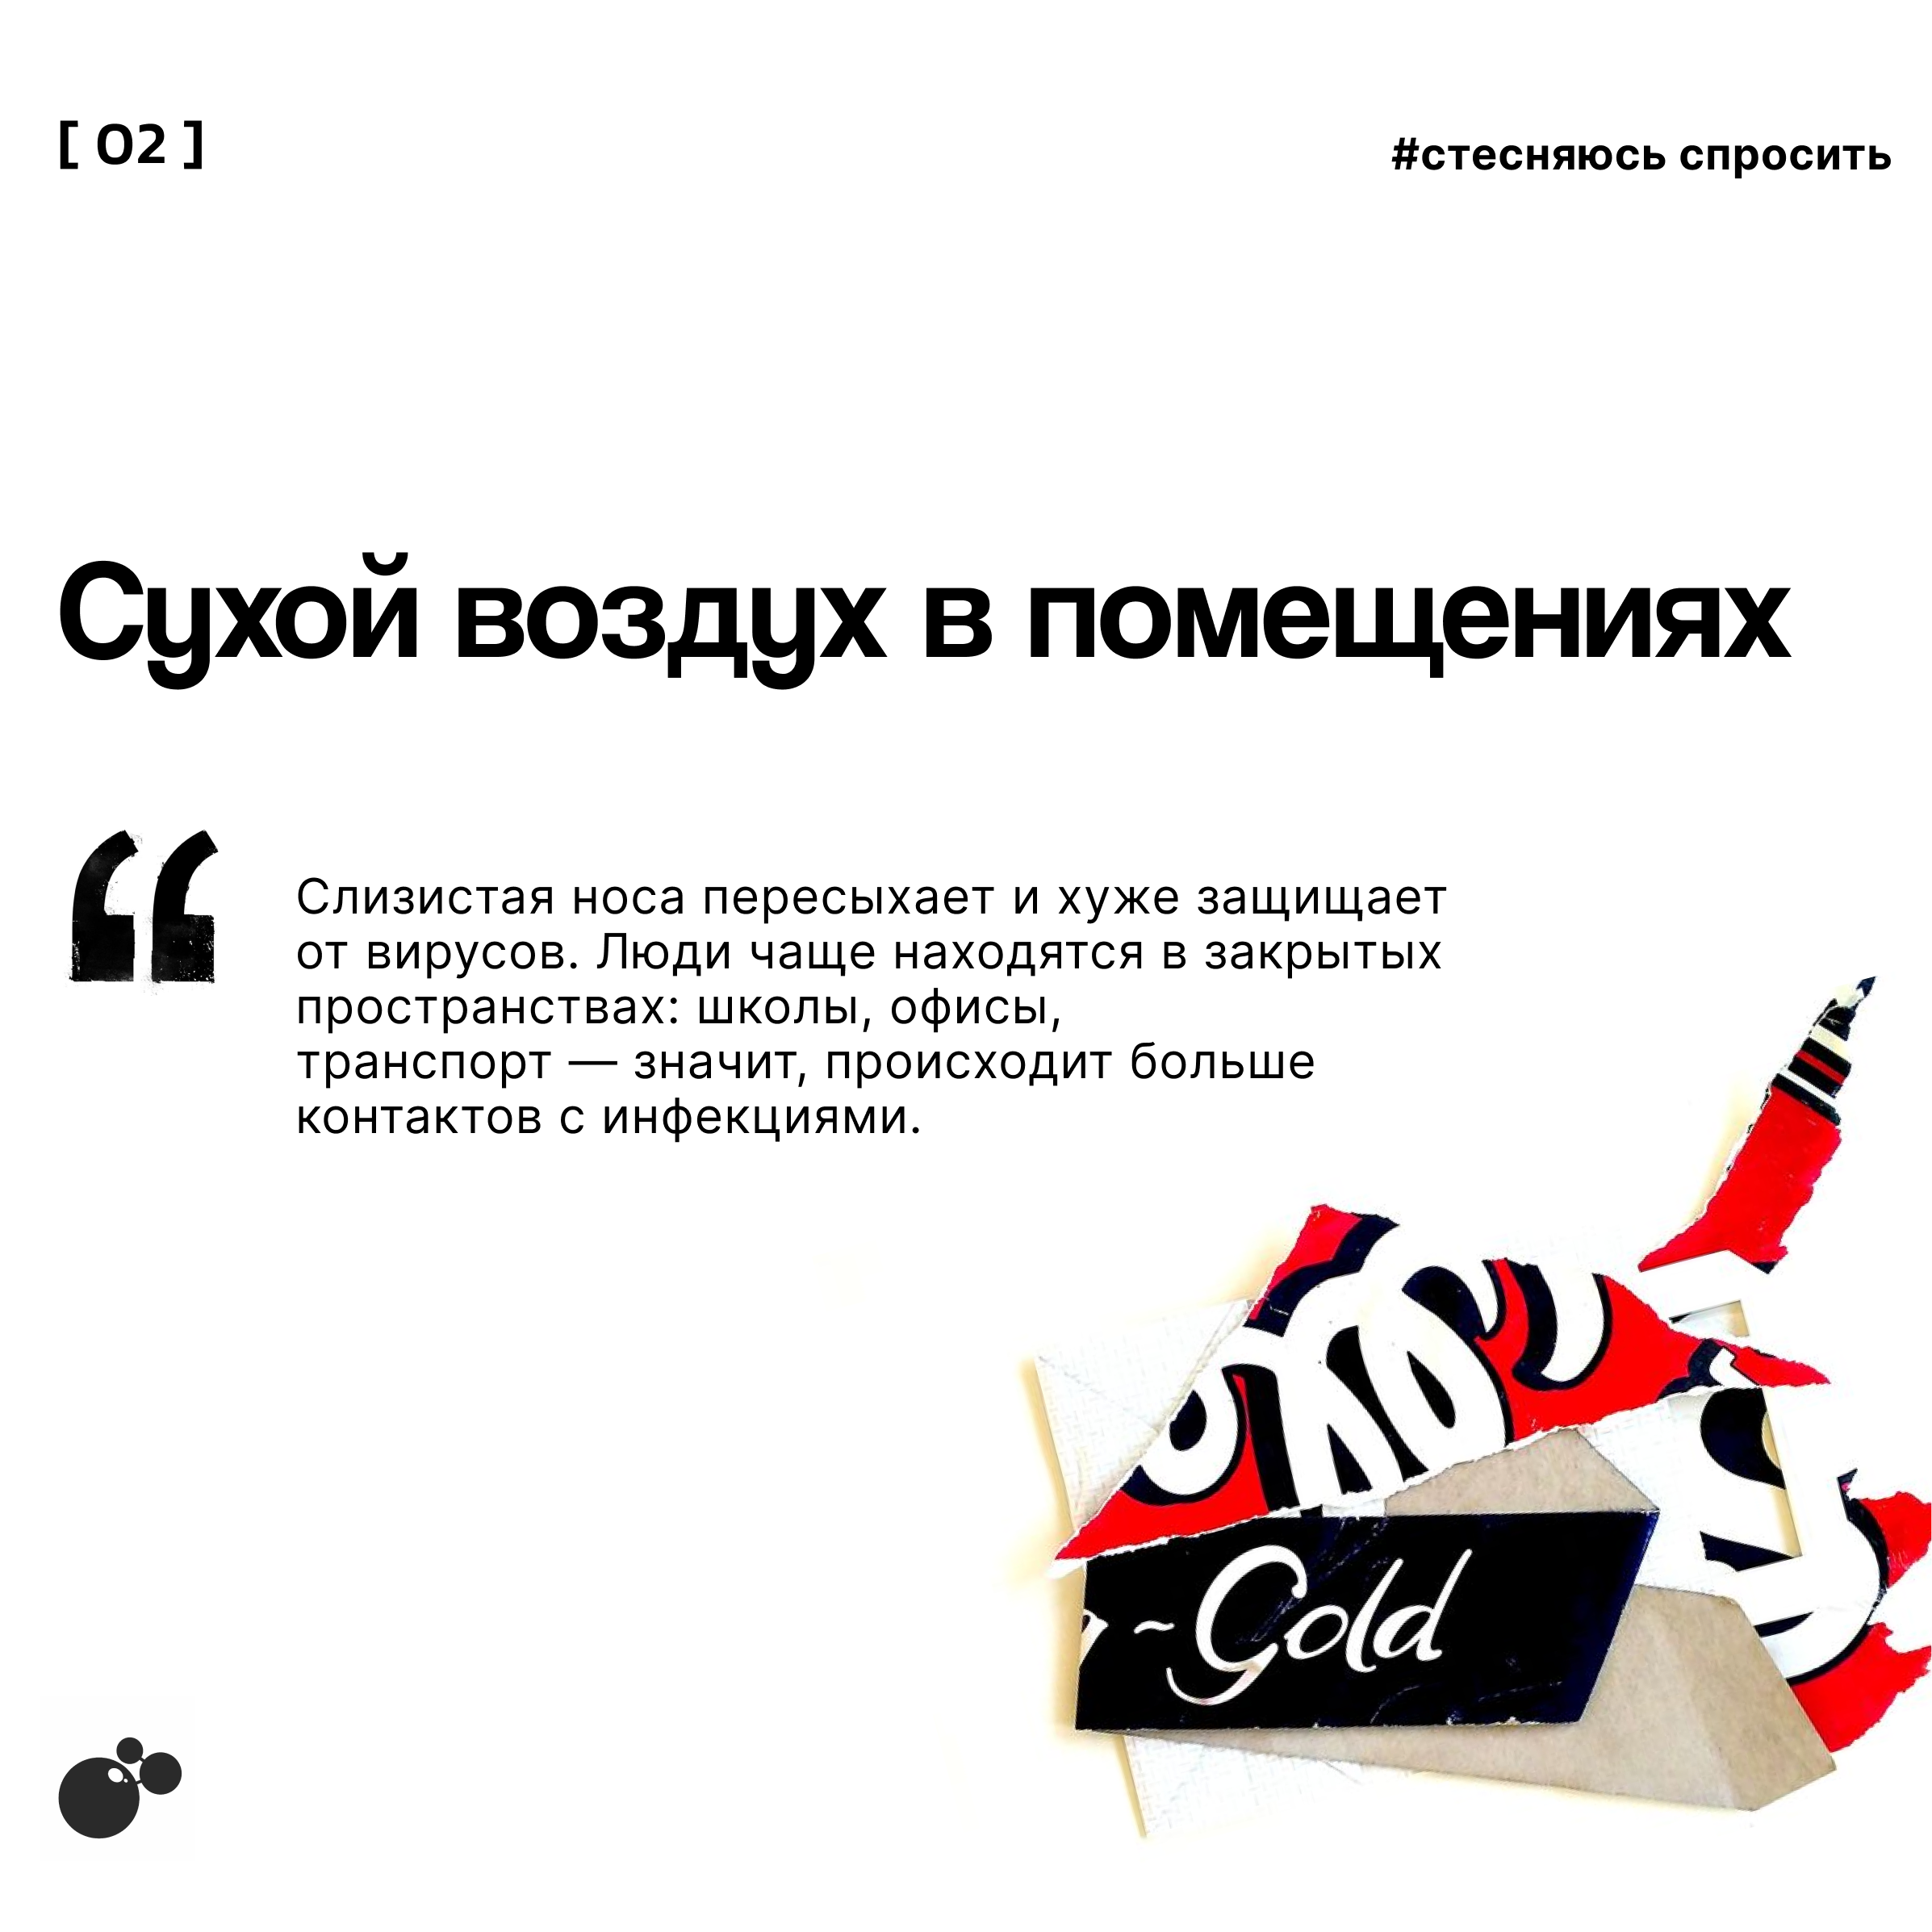 [ 02 ]
#стесняюсь спросить
Сухой воздух в помещениях
Слизистая носа пересыхает и хуже защищает
от вирусов. Люди чаще находятся в закрытых
пространствах: школы, офисы,
транспорт — значит, происходит больше
контактов с инфекциями.
~Gold